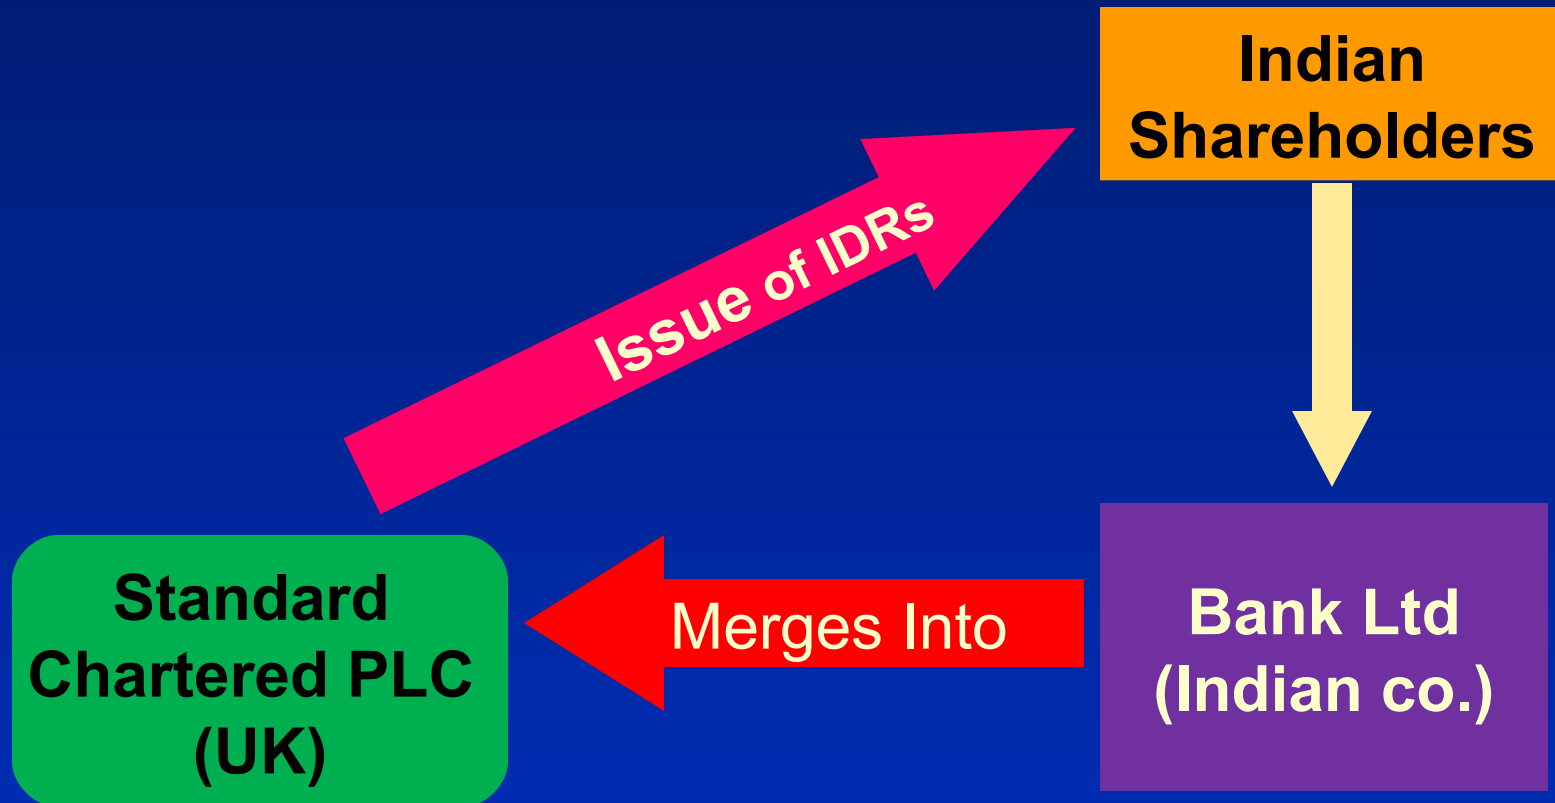 Indian
Shareholders
Issue of IDRs
Standard
Chartered PLC
(UK)
Merges Into
Bank Ltd
(Indian co.)